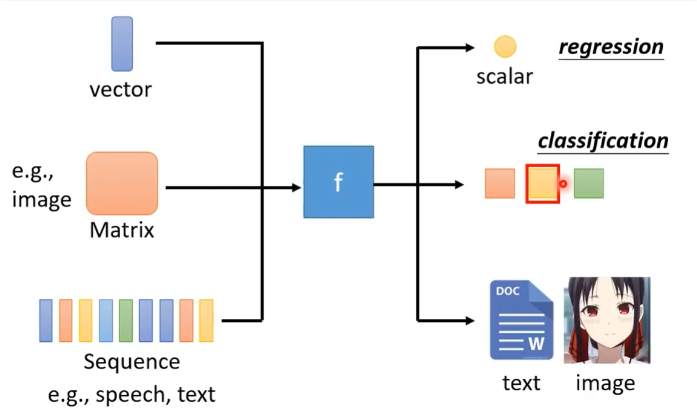 vector
e.g.,
image
Matrix
Sequence
e.g., speech, text
f
scalar
regression
classification
DOC
W
text
image